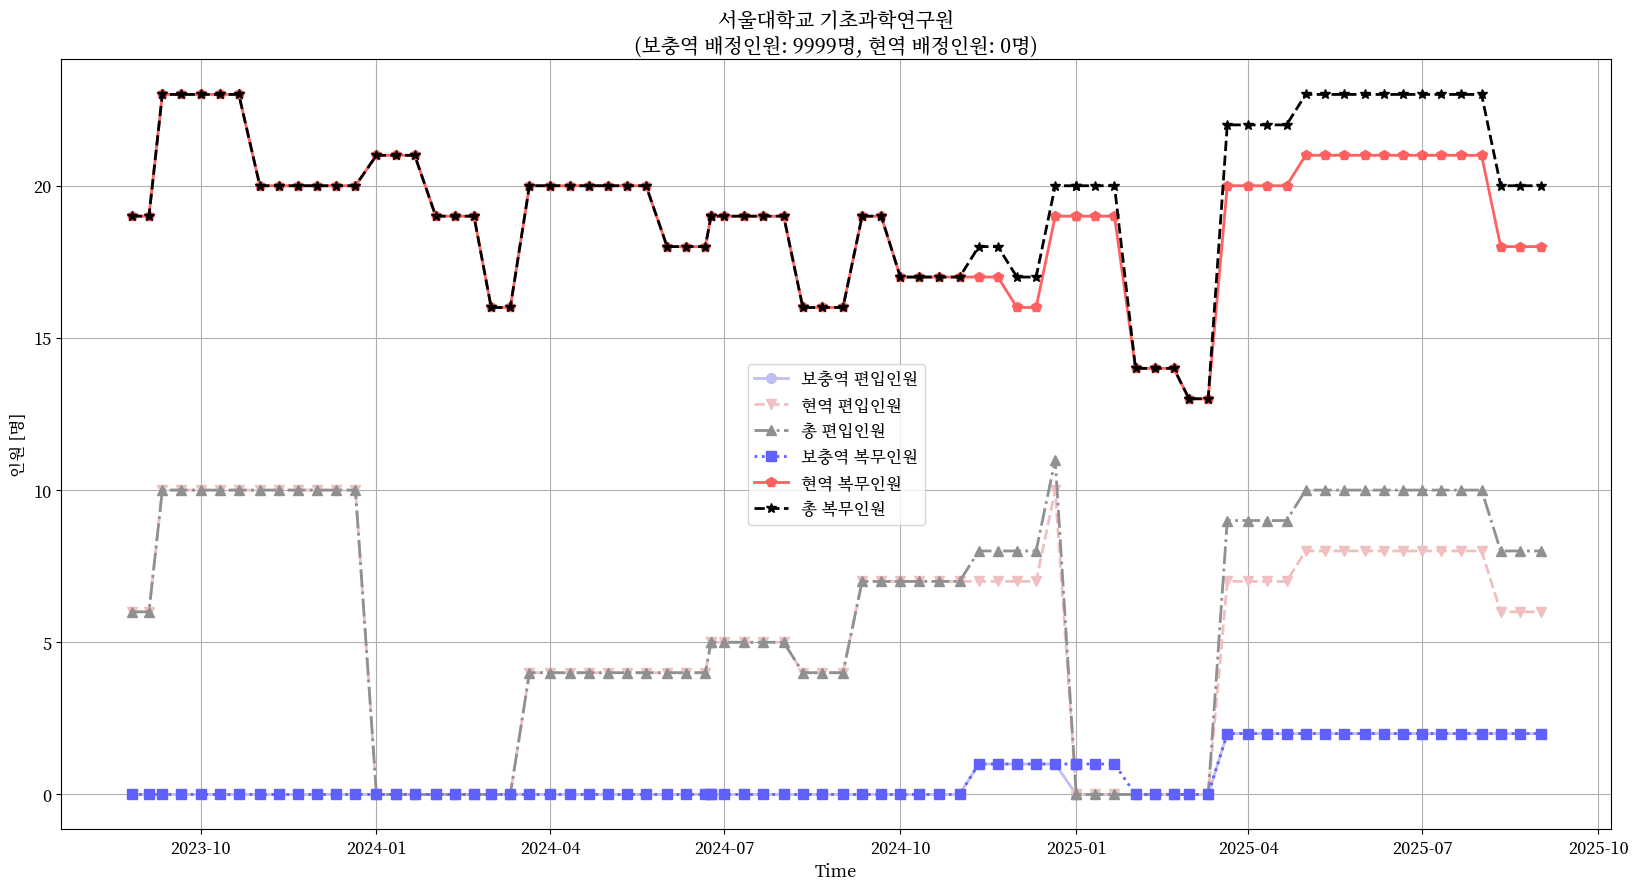 서울대학교 기초과학연구원
(보충역 배정인원: 9999명, 현역 배정인원: 0명)
인원 [명]
20
15
10
5
0
보충역 편입인원
현역 편입인원
총 편입인원
보충역 복무인원
현역 복무인원
총 복무인원
2023-10
2024-01
2024-04
2024-07
2024-10
2025-01
2025-04
2025-07
2025-10
Time